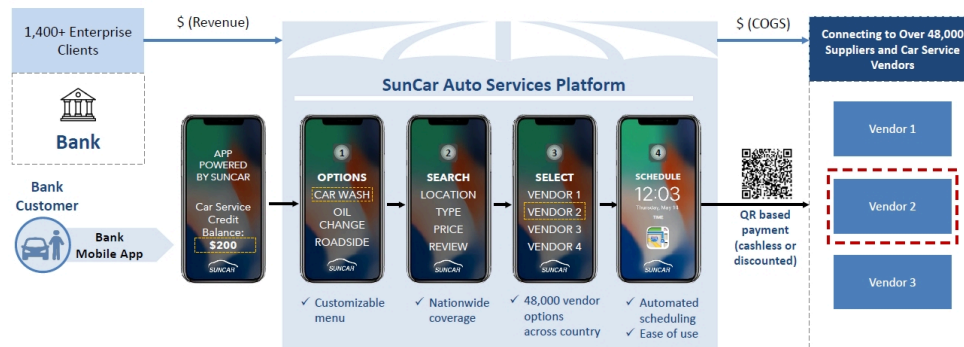 1,400+ Enterprise
Clients
Bank
$ (Revenue)
$ (COGS)
Connecting to Over 48,000
Suppliers and Car Service
Vendors
SunCar Auto Services Platform
Bank
Customer
Bank
Mobile App
APP
POWERED
BY SUNCAR
Car Service
Credit
Balance:
$200
SUNCAR
1
OPTIONS
CAR WASH
OIL
CHANGE
ROADSIDE
SUNCAR
✓ Customizable
menu
2
SEARCH
LOCATION
TYPE
PRICE
REVIEW
SUNCAR
✓ Nationwide
coverage
3
SELECT
VENDOR 1
VENDOR 2
VENDOR 3
VENDOR 4
SUNCAR
✓ 48,000 vendor
options
across country
4
SCHEDULE
12:03
TIME
SUNCAR
✓ Automated
scheduling
✓ Ease of use
QR based
payment
(cashless or
discounted)
Vendor 1
Vendor 2
Vendor 3